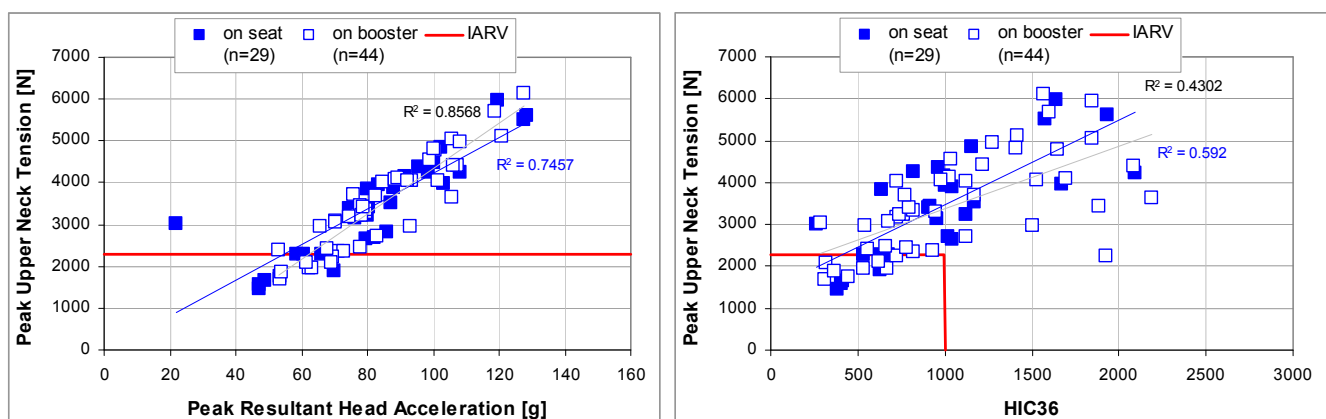 on seat
(n=29)
on booster
(n=44)
IARV
7000
6000
5000
4000
3000
2000
1000
0
Peak Upper Neck Tension [N]
R² = 0.8568
R² = 0.7457
0 20 40 60 80 100 120 140 160
Peak Resultant Head Acceleration [g]
on seat
(n=29)
on booster
(n=44)
IARV
7000
6000
5000
4000
3000
2000
1000
0
Peak Upper Neck Tension [N]
R² = 0.4302
R² = 0.592
0 500 1000 1500 2000 2500 3000
HIC36